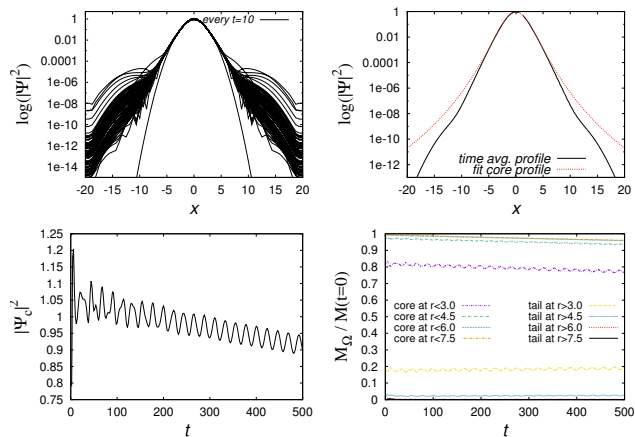 every t=10
log(|Ψ|²)
1
0.01
0.0001
1e-06
1e-08
1e-10
1e-12
1e-14
-20 -15 -10 -5 0 5 10 15 20
x
log(|Ψ|²)
1
0.01
0.0001
1e-06
1e-08
1e-10
1e-12
time avg. profile
fit core profile
-20 -15 -10 -5 0 5 10 15 20
x
|Ψc|²
1.25
1.2
1.15
1.1
1.05
1
0.95
0.9
0.85
0.8
0.75
0 100 200 300 400 500
t
M_Ω / M(t=0)
1
0.9
0.8
0.7
0.6
0.5
0.4
0.3
0.2
0.1
0
core at r<3.0 tail at r>3.0
core at r<4.5 tail at r>4.5
core at r<6.0 tail at r>6.0
core at r<7.5 tail at r>7.5
0 100 200 300 400 500
t